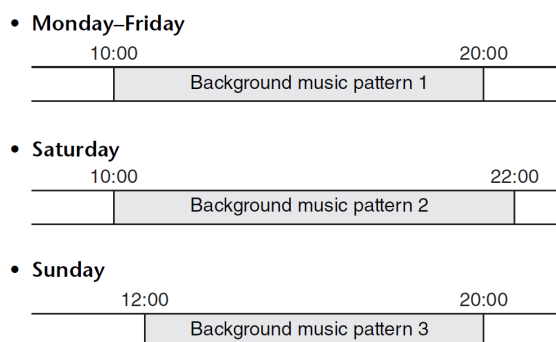 • Monday–Friday
10:00 20:00
Background music pattern 1
• Saturday
10:00 22:00
Background music pattern 2
• Sunday
12:00 20:00
Background music pattern 3